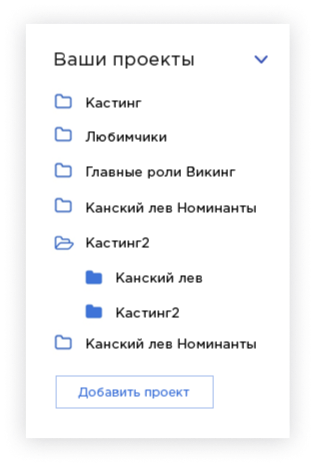 Ваши проекты
Кастинг
Любимчики
Главные роли Викинг
Канский лев Номинанты
Кастинг2
Канский лев
Кастинг2
Канский лев Номинанты
Добавить проект